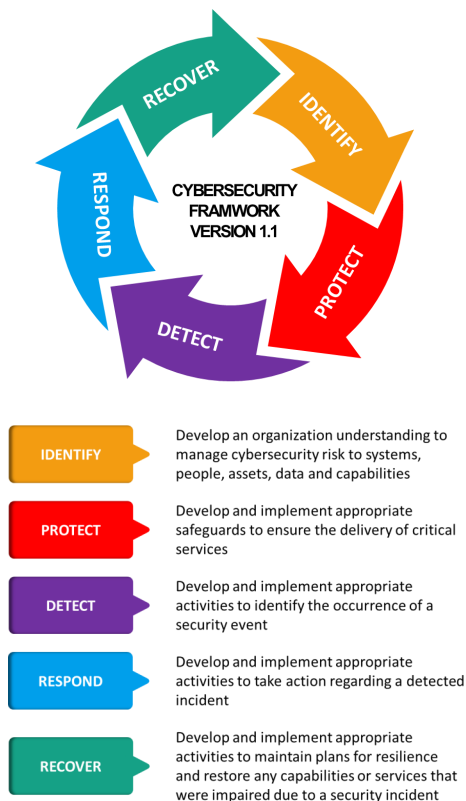 RECOVER
IDENTIFY
PROTECT
DETECT
RESPOND
CYBERSECURITY
FRAMWORK
VERSION 1.1
IDENTIFY
Develop an organization understanding to
manage cybersecurity risk to systems,
people, assets, data and capabilities
PROTECT
Develop and implement appropriate
safeguards to ensure the delivery of critical
services
DETECT
Develop and implement appropriate
activities to identify the occurrence of a
security event
RESPOND
Develop and implement appropriate
activities to take action regarding a detected
incident
RECOVER
Develop and implement appropriate
activities to maintain plans for resilience
and restore any capabilities or services that
were impaired due to a security incident